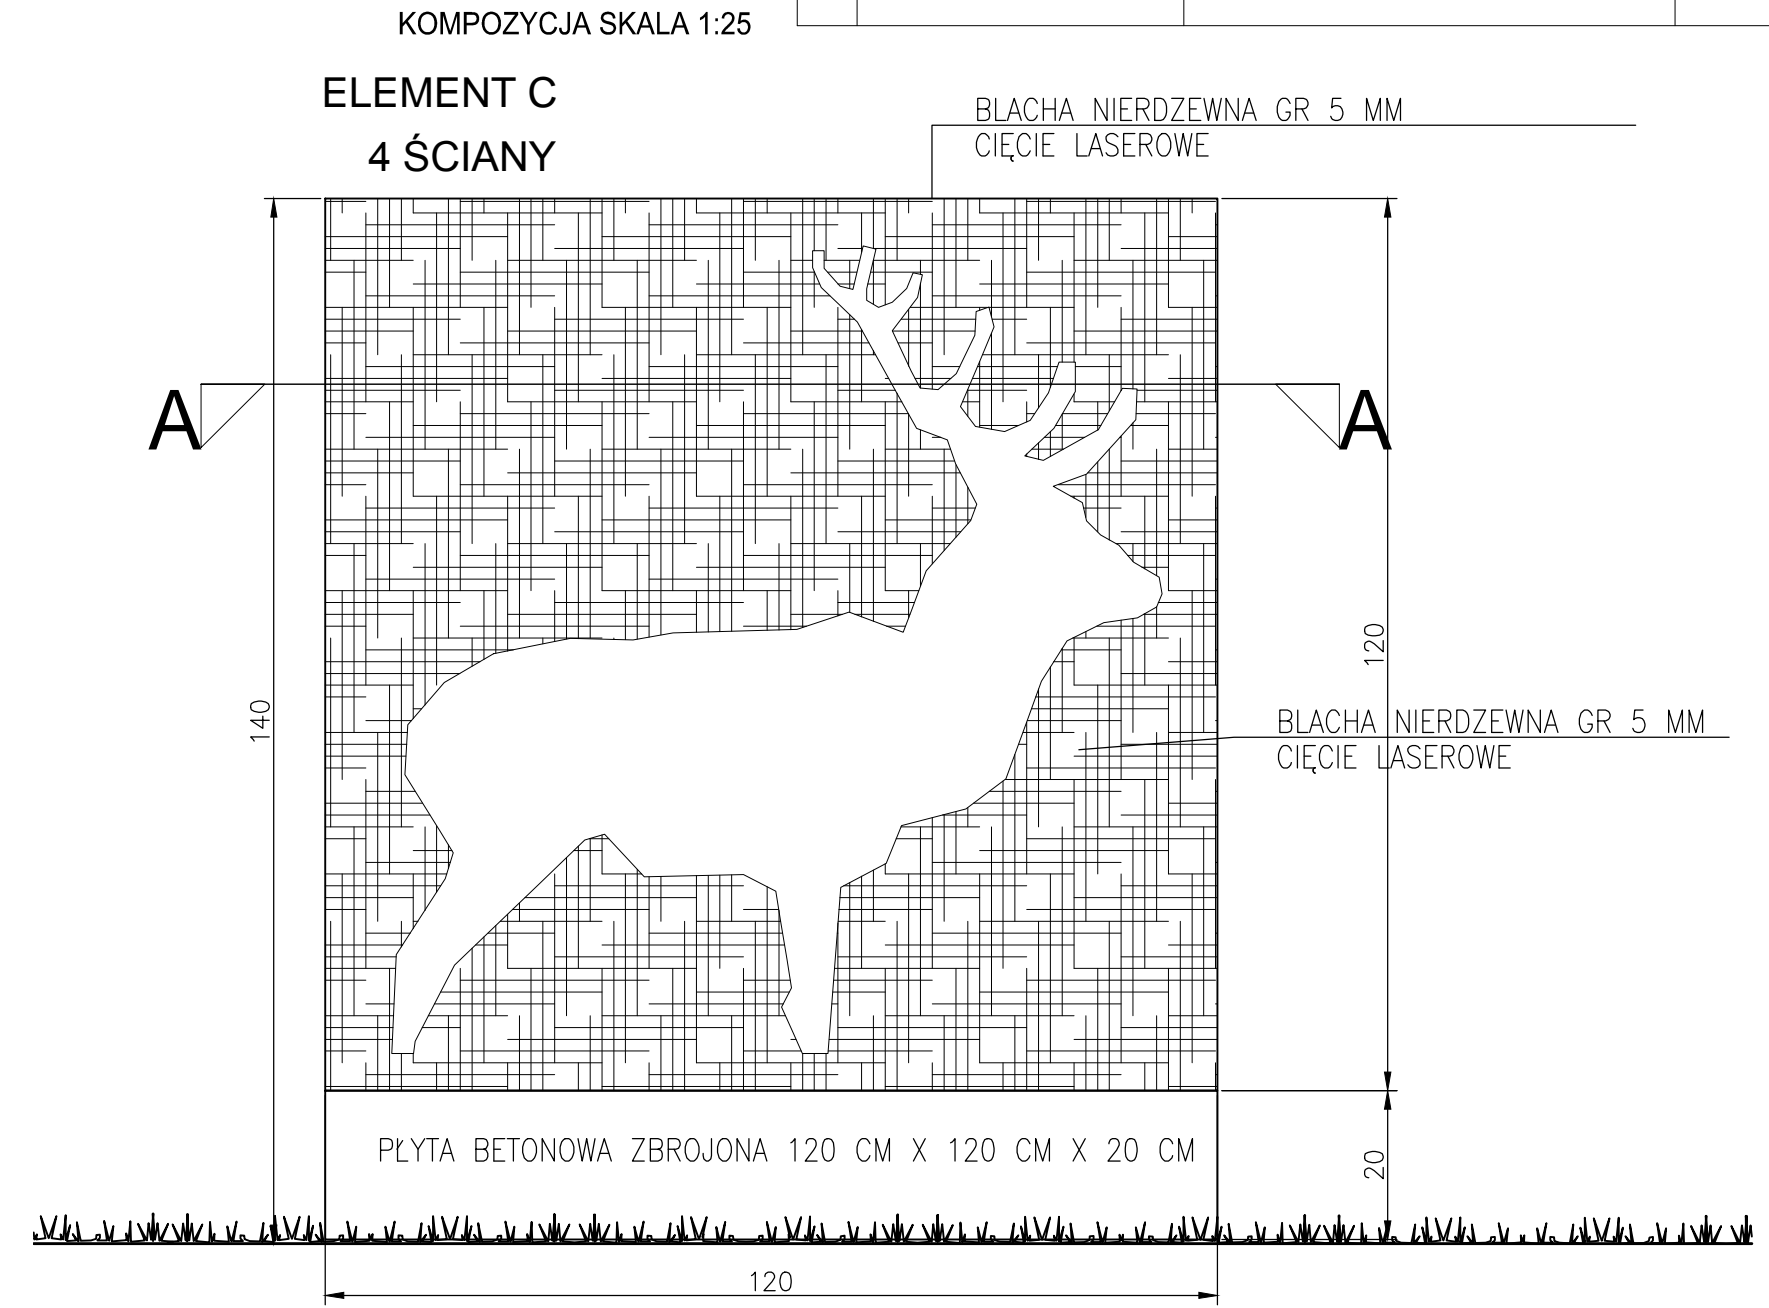 KOMPOZYCJA SKALA 1:25
ELEMENT C
4 ŚCIANY
BLACHA NIERDZEWNA GR 5 MM
CIĘCIE LASEROWE
A
A
120
140
BLACHA NIERDZEWNA GR 5 MM
CIĘCIE LASEROWE
PŁYTA BETONOWA ZBROJONA 120 CM X 120 CM X 20 CM
20
120